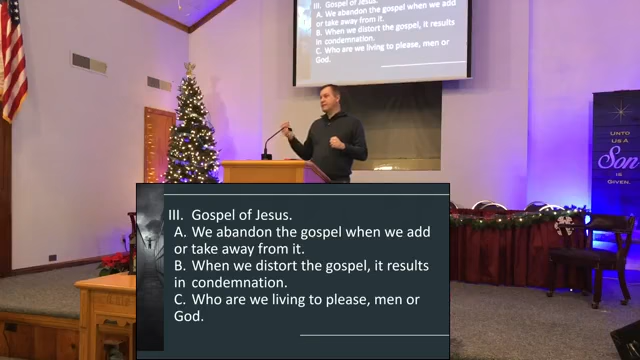 III. Gospel of Jesus.
A. We abandon the gospel when we add
or take away from it.
B. When we distort the gospel, it results
in condemnation.
C. Who are we living to please, men or
God.
UNTO
US A
Son
IS
GIVEN.
III. Gospel of Jesus.
A. We abandon the gospel when we add
or take away from it.
B. When we distort the gospel, it results
in condemnation.
C. Who are we living to please, men or
God.